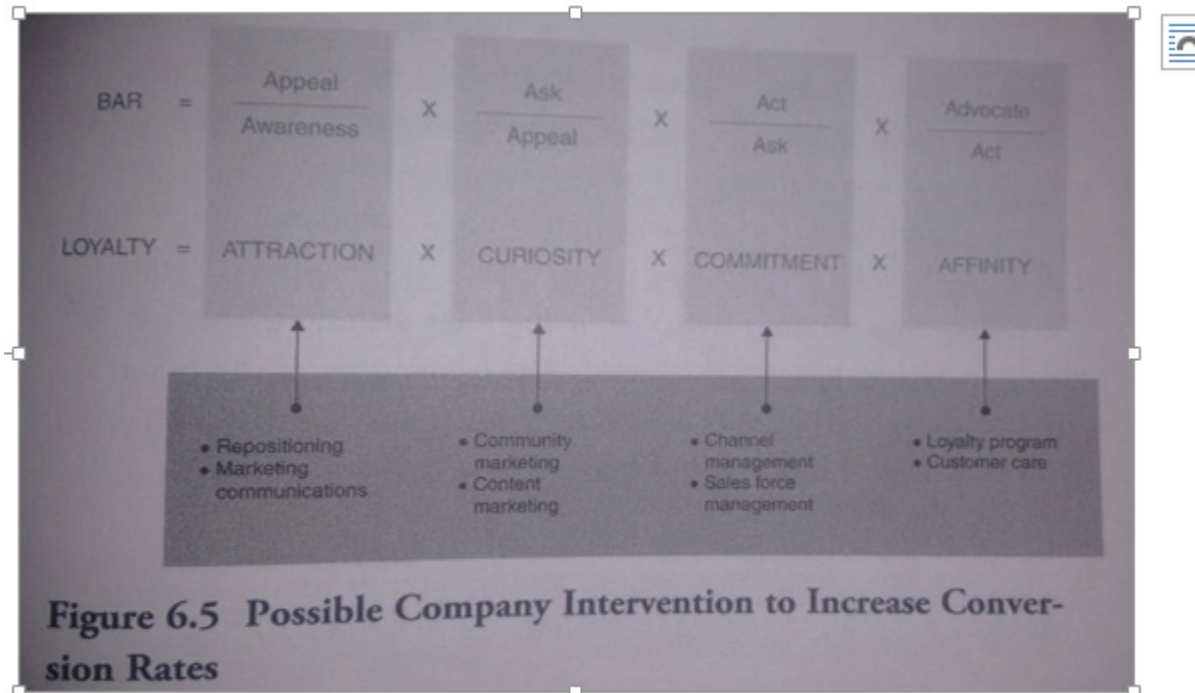 BAR = Appeal / Awareness X Ask / Appeal X Act / Ask X Advocate / Act
LOYALTY = ATTRACTION X CURIOSITY X COMMITMENT X AFFINITY
• Repositioning
• Marketing
communications
• Community
marketing
• Content
marketing
• Channel
management
• Sales force
management
• Loyalty program
• Customer care
Figure 6.5 Possible Company Intervention to Increase Conver-
sion Rates